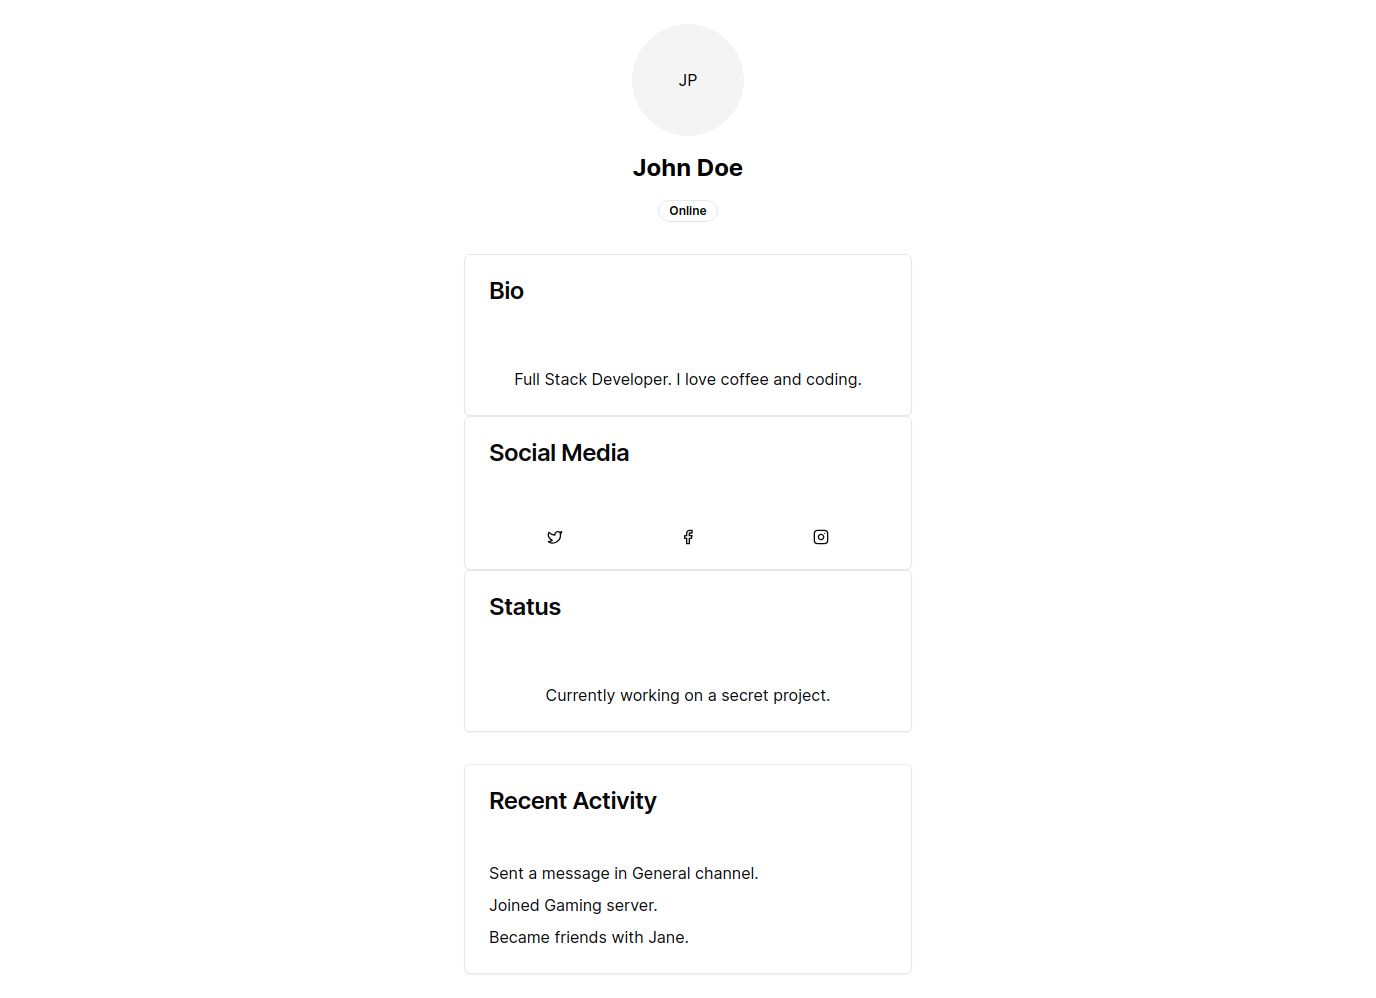 JP
John Doe
Online
Bio
Full Stack Developer. I love coffee and coding.
Social Media
Status
Currently working on a secret project.
Recent Activity
Sent a message in General channel.
Joined Gaming server.
Became friends with Jane.